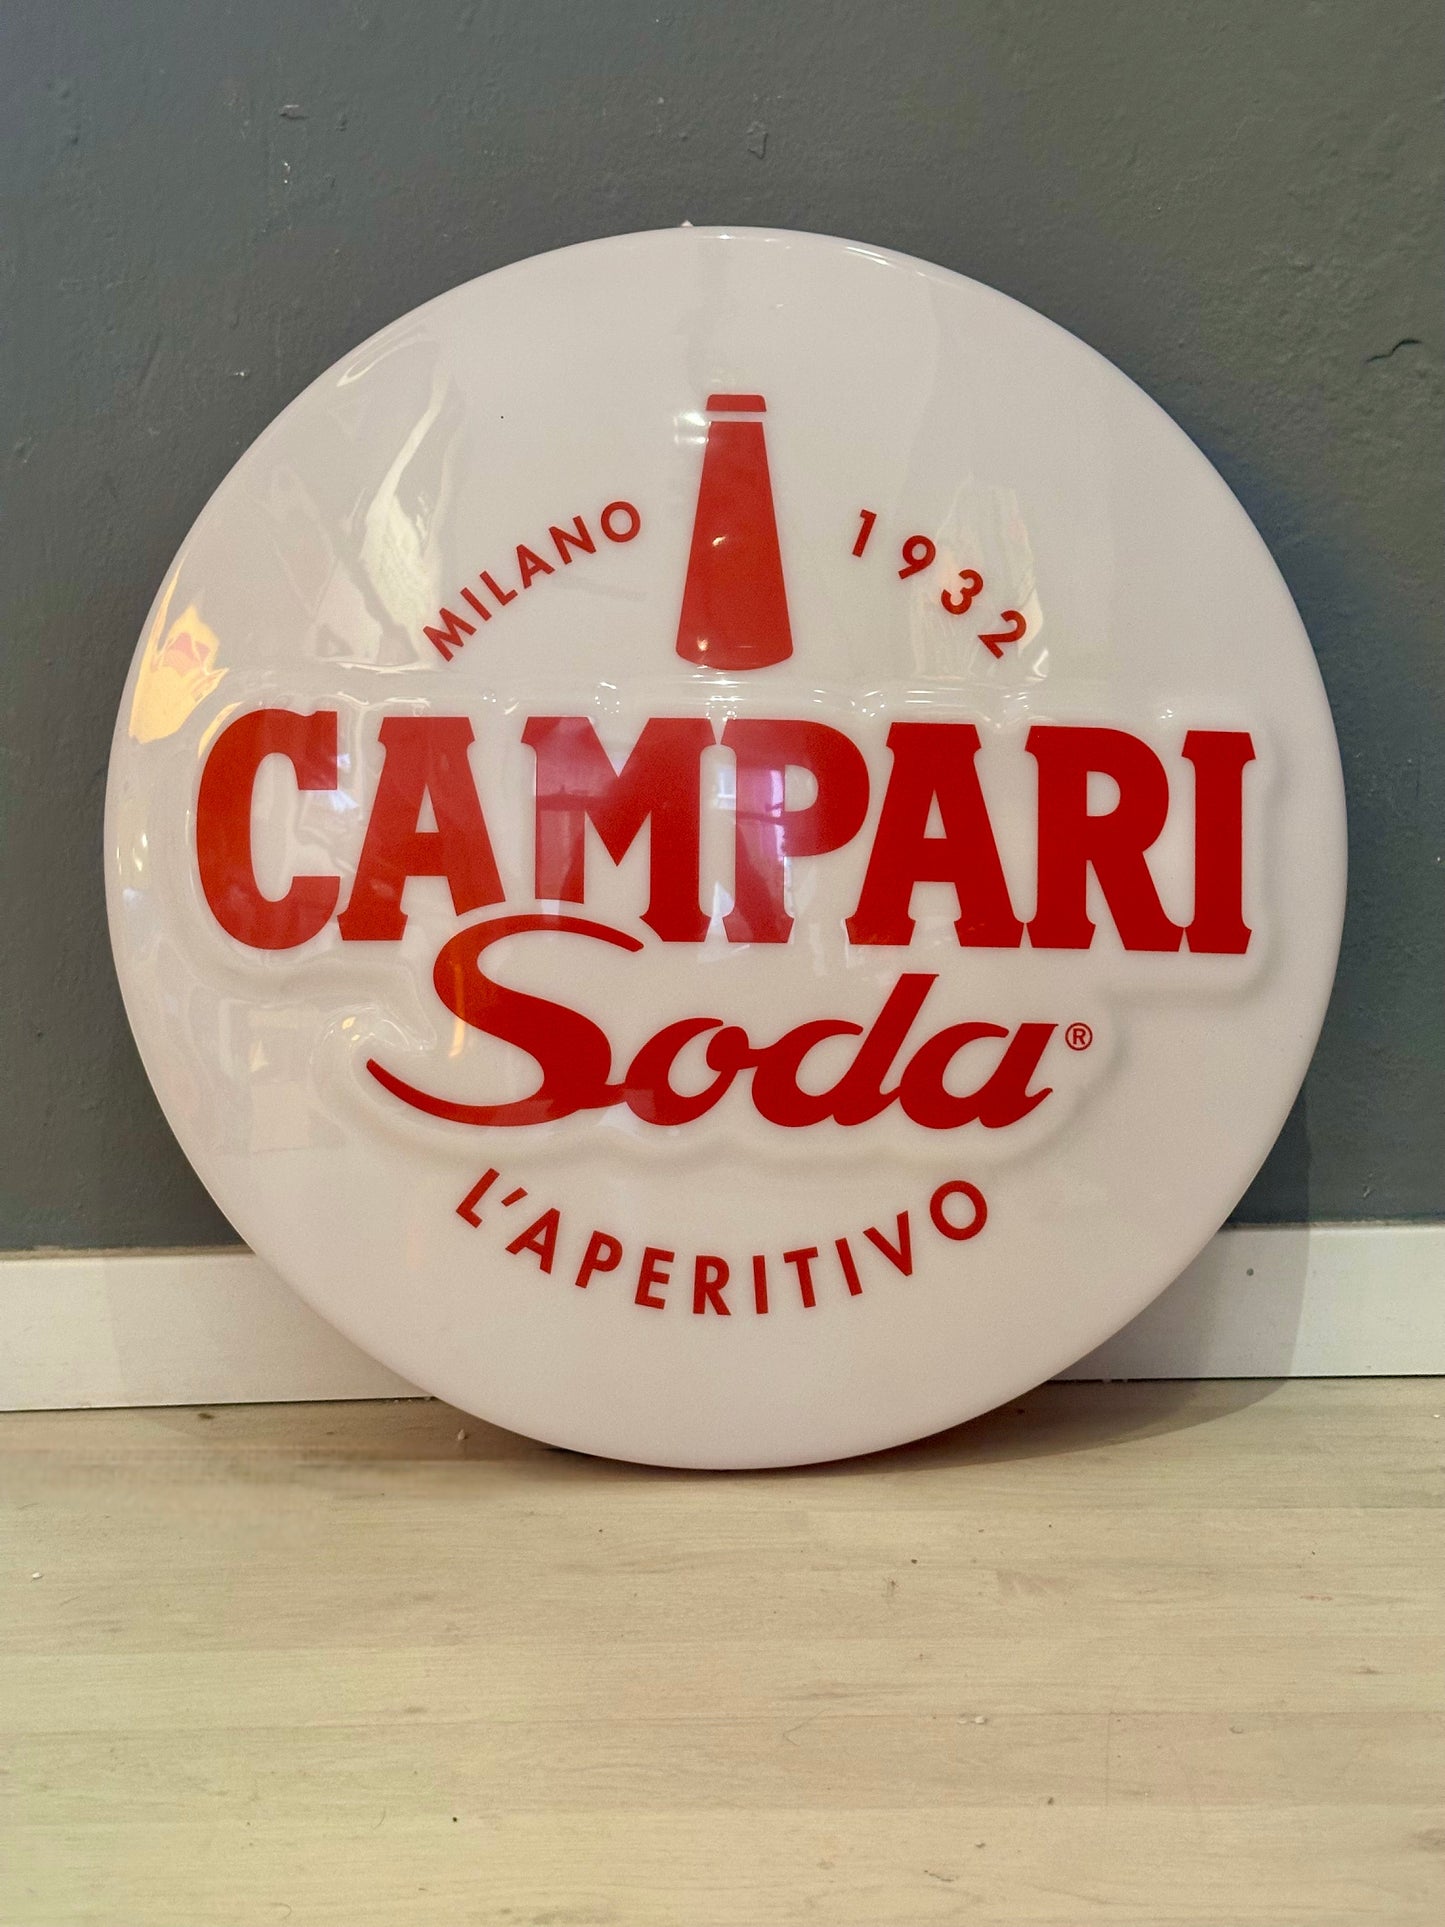 MILANO 1932
CAMPARI
Soda®
L'APERITIVO